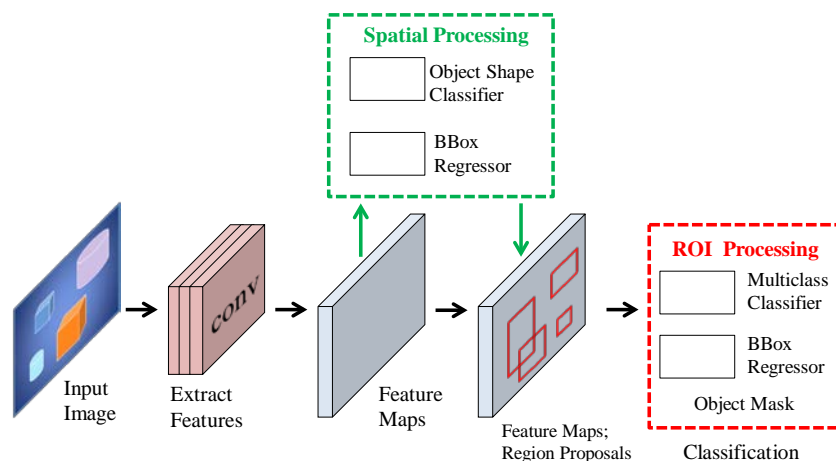 Spatial Processing
Object Shape
Classifier
BBox
Regressor
Input
Image
conv
Extract
Features
Feature
Maps
Feature Maps;
Region Proposals
ROI Processing
Multiclass
Classifier
BBox
Regressor
Object Mask
Classification